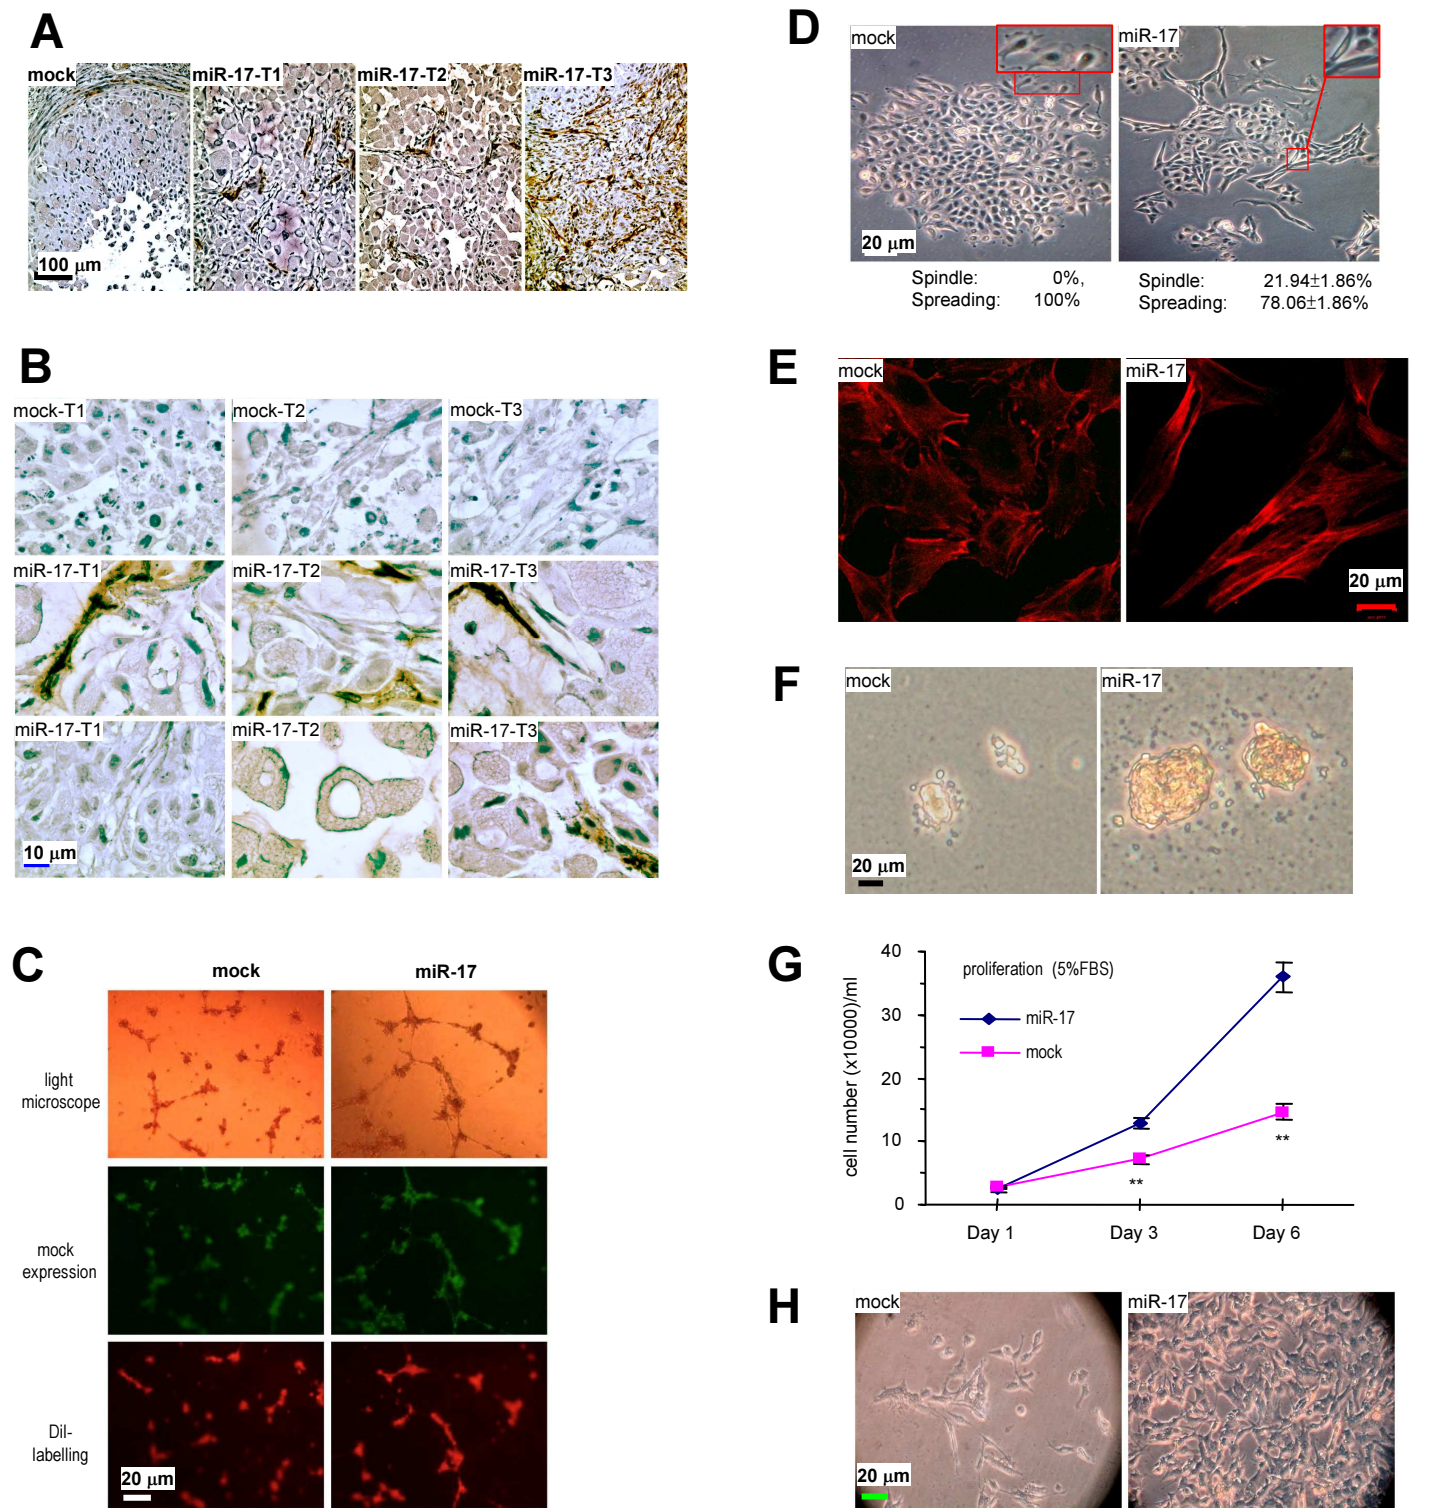 A
mock
miR-17-T1
miR-17-T2
miR-17-T3
100 μm
B
mock-T1
mock-T2
mock-T3
miR-17-T1
miR-17-T2
miR-17-T3
miR-17-T1
miR-17-T2
miR-17-T3
10 μm
C
mock
miR-17
light
microscope
mock
expression
Dil-
labelling
20 μm
D
mock
miR-17
20 μm
Spindle: 0%,
Spreading: 100%
Spindle: 21.94±1.86%
Spreading: 78.06±1.86%
E
mock
miR-17
20 μm
F
mock
miR-17
20 μm
G
cell number (x10000)/ml
40
30
20
10
0
proliferation (5%FBS)
miR-17
mock
**
**
Day 1
Day 3
Day 6
H
mock
miR-17
20 μm